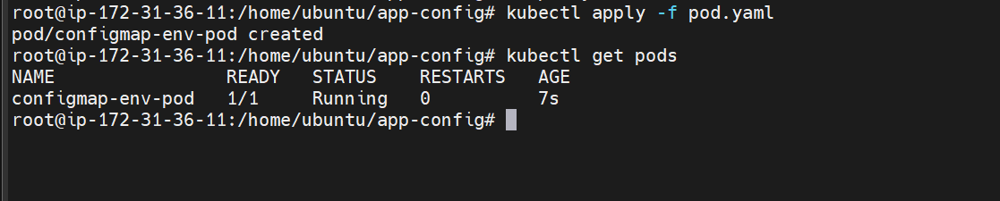 root@ip-172-31-36-11:/home/ubuntu/app-config# kubectl apply -f pod.yaml
pod/configmap-env-pod created
root@ip-172-31-36-11:/home/ubuntu/app-config# kubectl get pods
NAME                READY   STATUS    RESTARTS   AGE
configmap-env-pod   1/1     Running   0          7s
root@ip-172-31-36-11:/home/ubuntu/app-config#